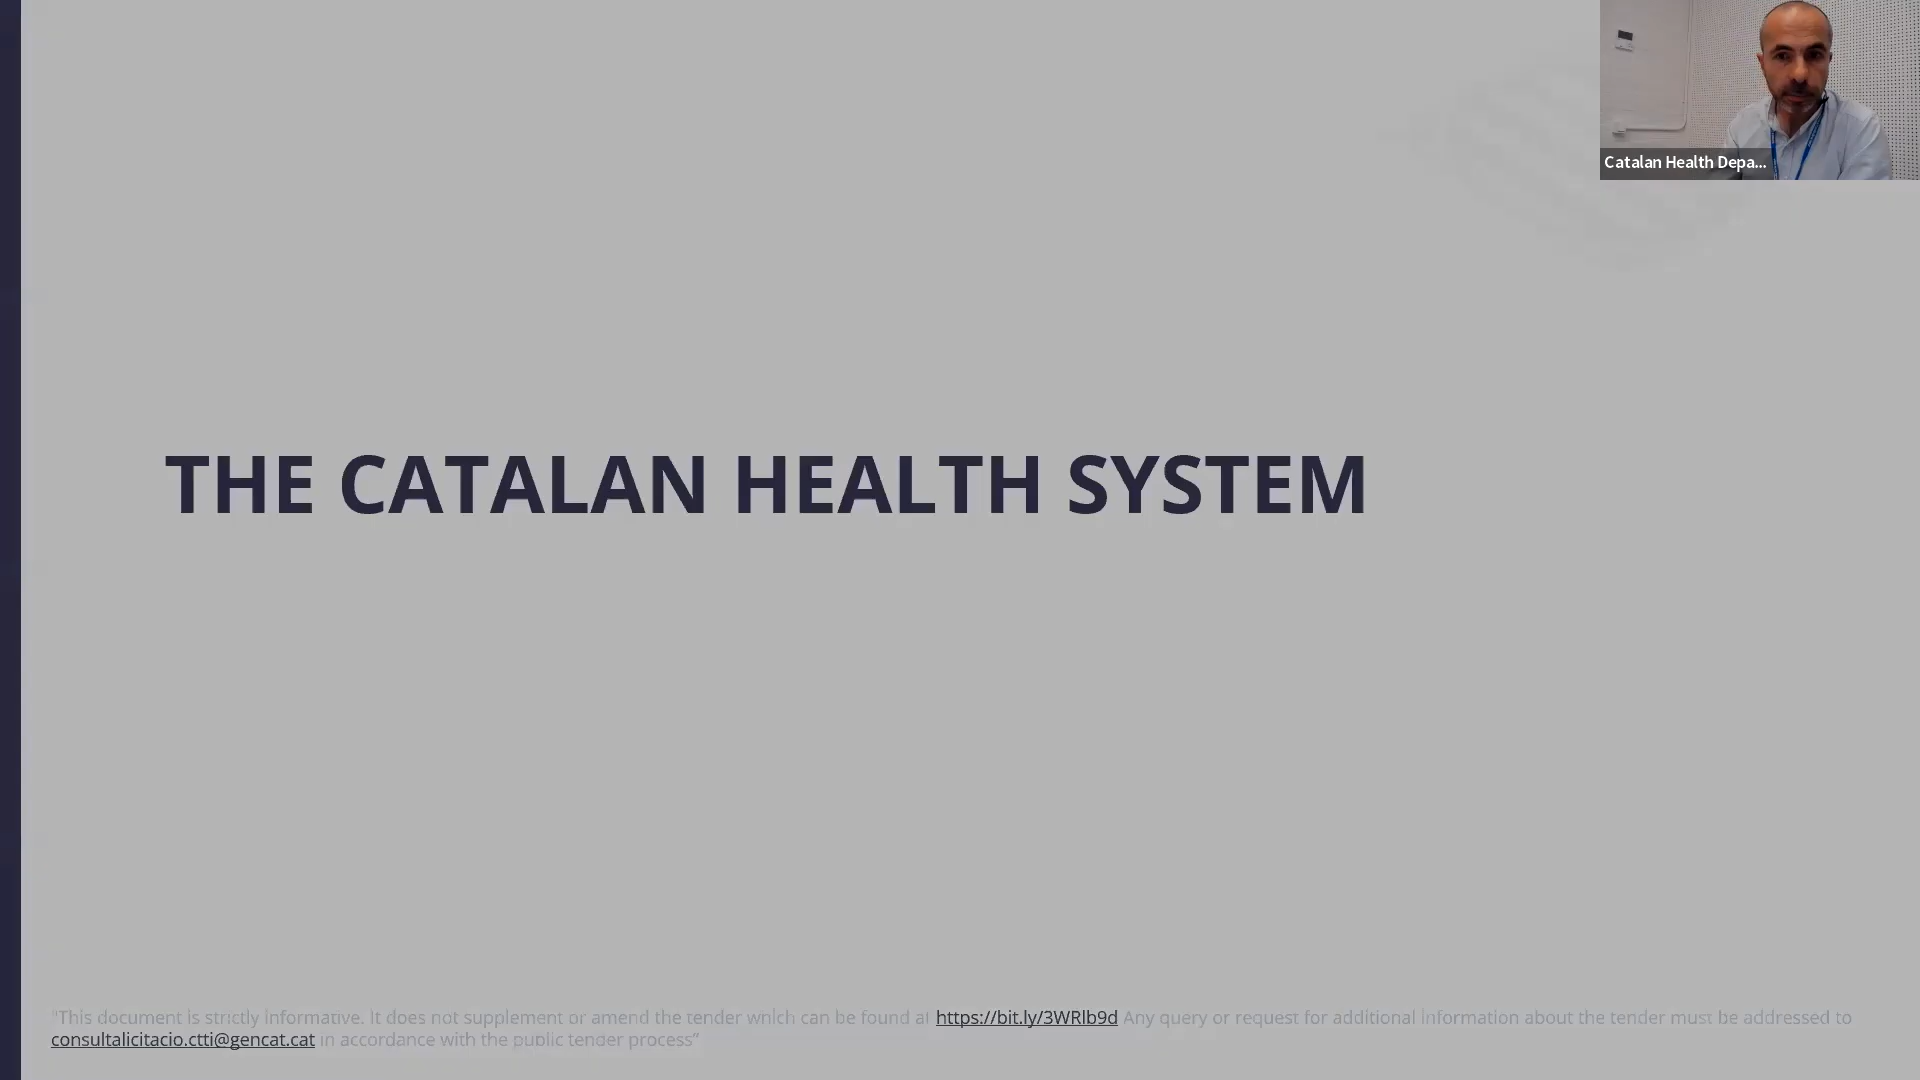 Catalan Health Depa...
THE CATALAN HEALTH SYSTEM
"This document is strictly informative. It does not supplement or amend the tender which can be found at https://bit.ly/3WRlb9d Any query or request for additional information about the tender must be addressed to
consultalicitacio.ctti@gencat.cat in accordance with the public tender process”